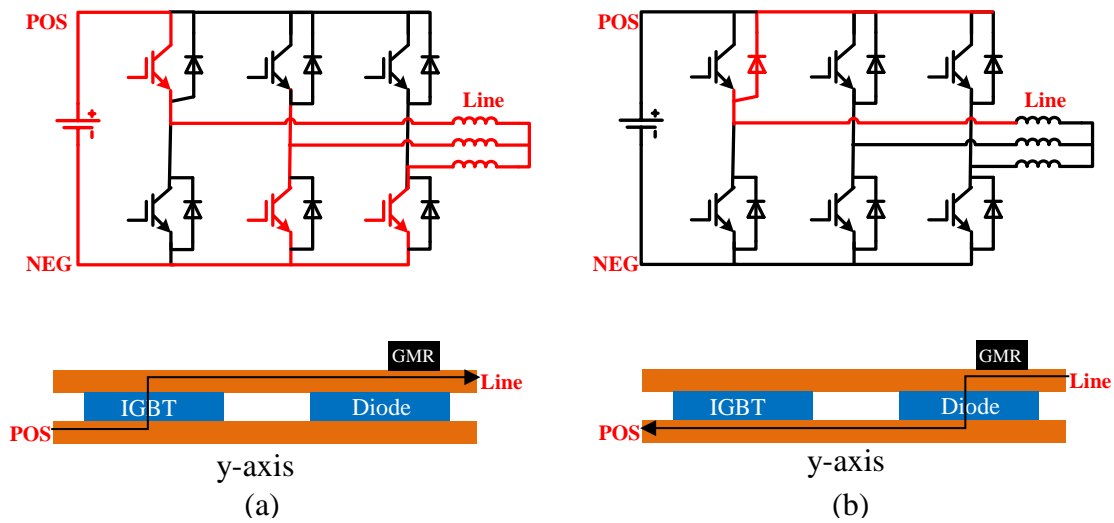 POS
Line
+
-
NEG
GMR
IGBT
Diode
Line
POS
y-axis
(a)
POS
Line
+
-
NEG
GMR
IGBT
Diode
Line
POS
y-axis
(b)